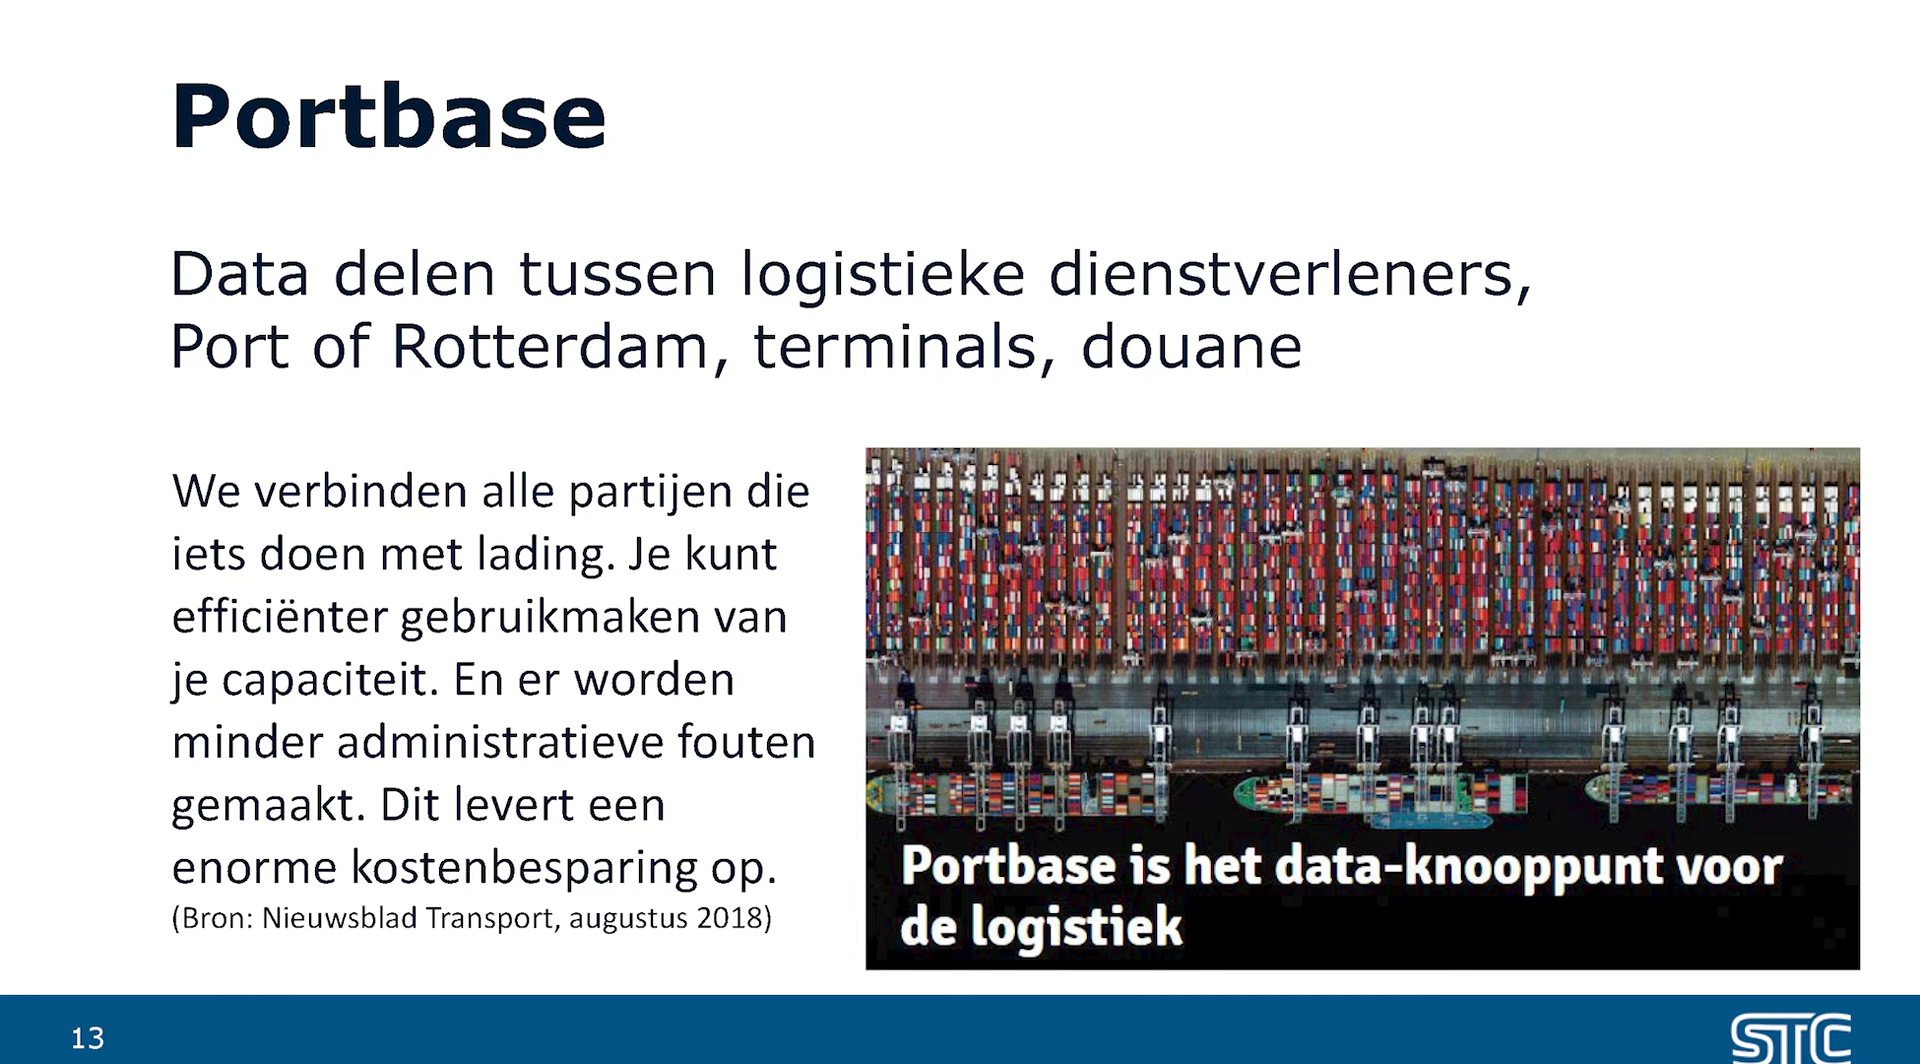 Portbase
Data delen tussen logistieke dienstverleners,
Port of Rotterdam, terminals, douane
We verbinden alle partijen die
iets doen met lading. Je kunt
efficiënter gebruikmaken van
je capaciteit. En er worden
minder administratieve fouten
gemaakt. Dit levert een
enorme kostenbesparing op.
(Bron: Nieuwsblad Transport, augustus 2018)
Portbase is het data-knooppunt voor
de logistiek
13
STC